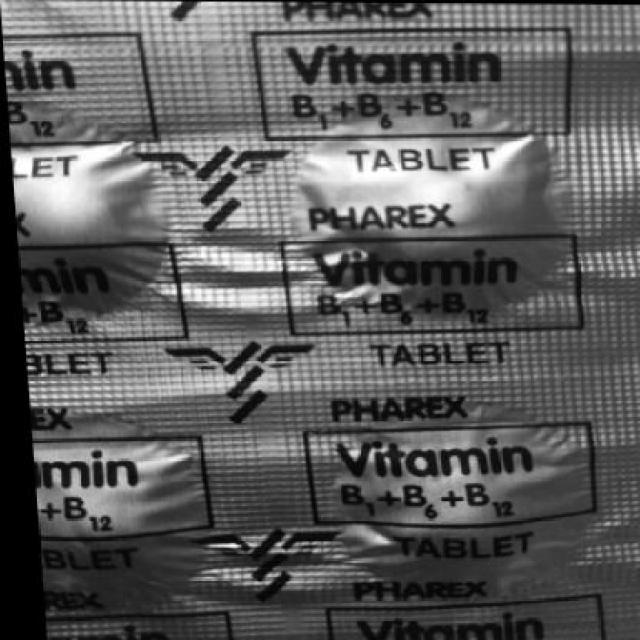 PHAREX
Vitamin
B1+B6+B12
TABLET
PHAREX
Vitamin
B1+B6+B12
TABLET
PHAREX
Vitamin
B1+B6+B12
TABLET
PHAREX
Vitamin